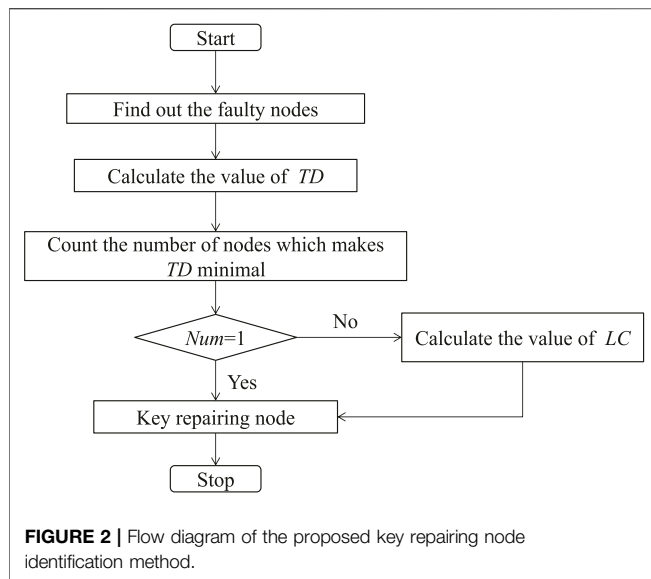 Start
Find out the faulty nodes
Calculate the value of TD
Count the number of nodes which makes
TD minimal
Num=1
No
Calculate the value of LC
Yes
Key repairing node
Stop
FIGURE 2 | Flow diagram of the proposed key repairing node
identification method.